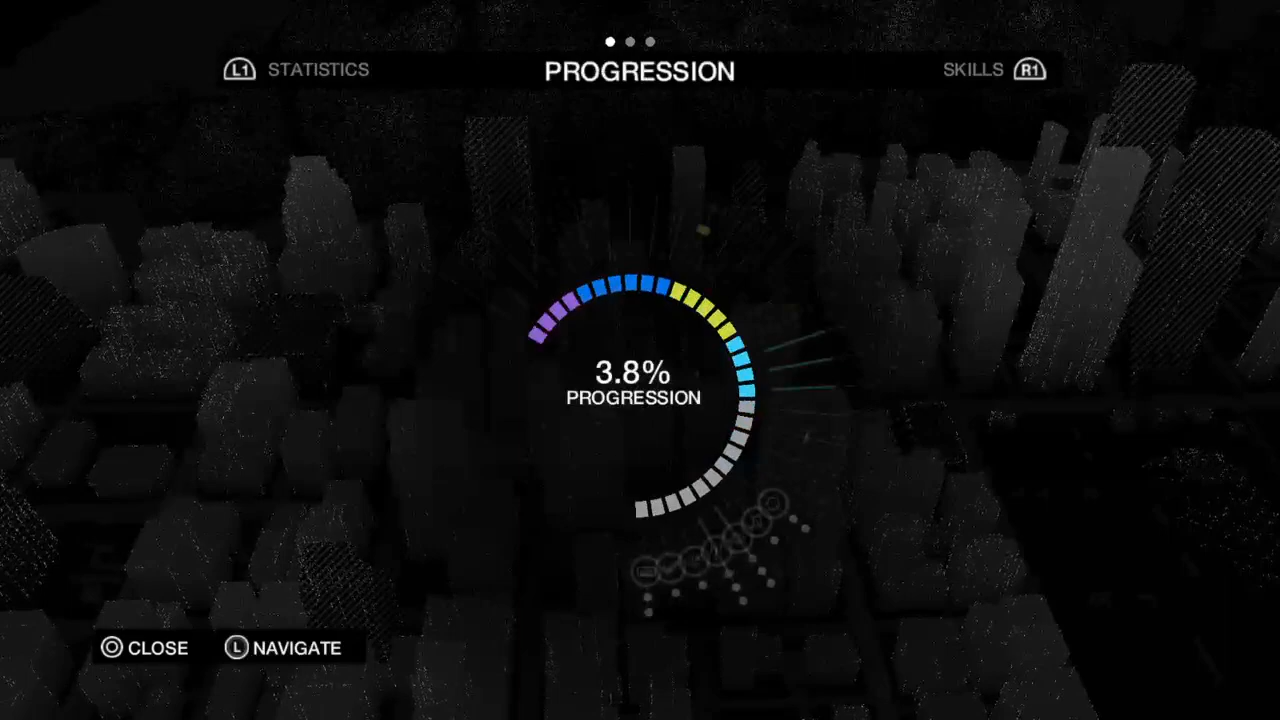 L1 STATISTICS
PROGRESSION
SKILLS R1
3.8%
PROGRESSION
CLOSE
L NAVIGATE